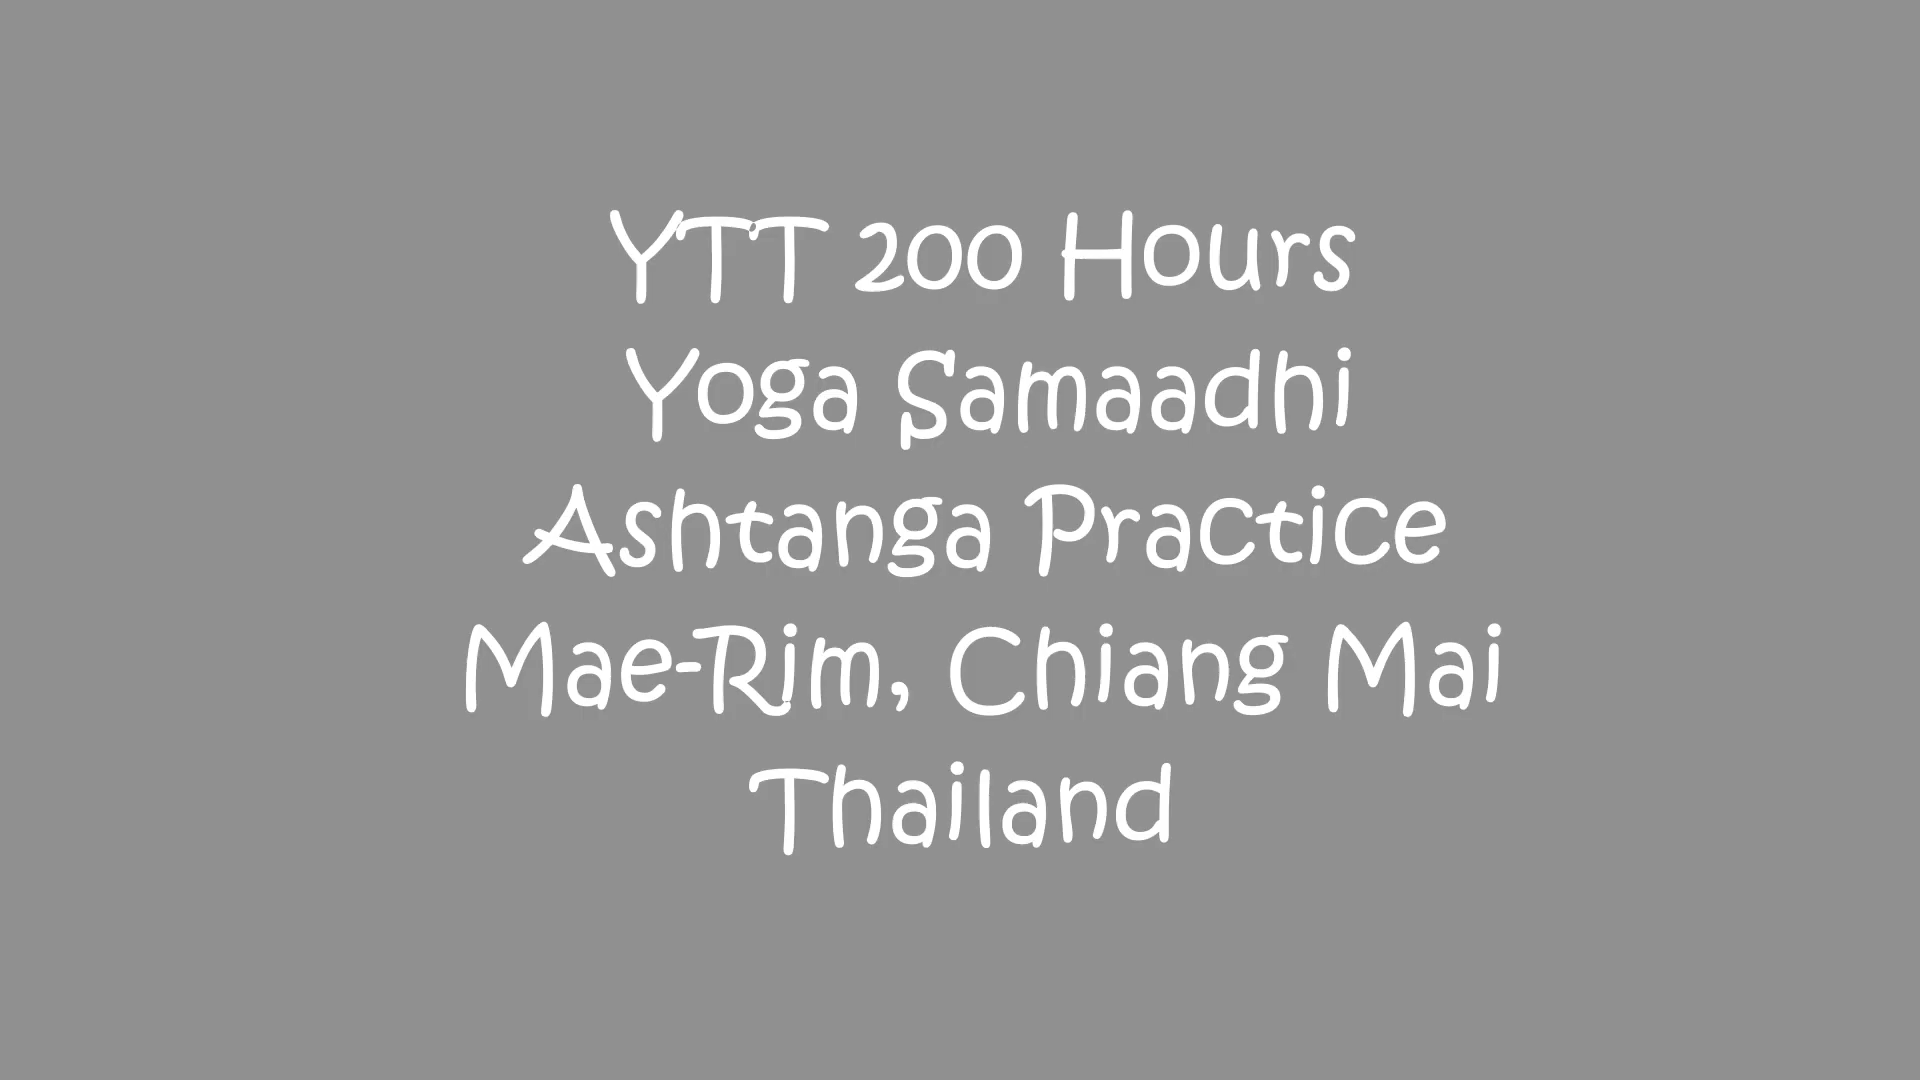 YTT 200 Hours
Yoga Samaadhi
Ashtanga Practice
Mae-Rim, Chiang Mai
Thailand